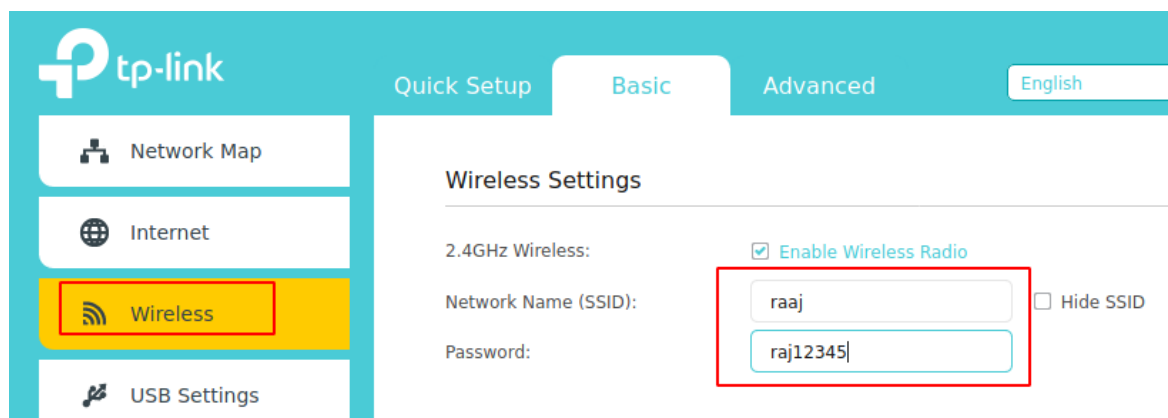 tp-link
Quick Setup Basic Advanced English
Network Map
Internet
Wireless
USB Settings
Wireless Settings
2.4GHz Wireless: Enable Wireless Radio
Network Name (SSID): raaj Hide SSID
Password: raj12345